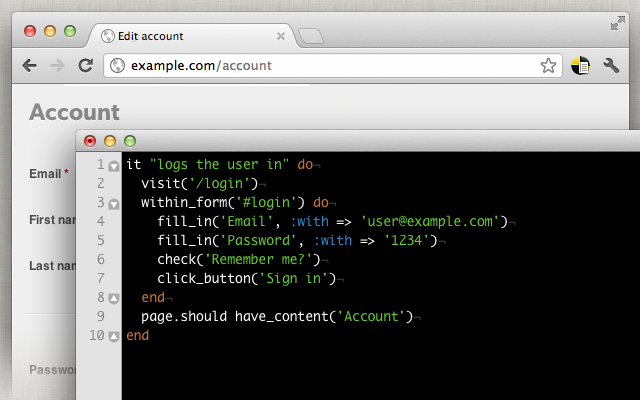 Edit account
example.com/account
Account
Email *
First nam
Last nam
Passwor
1 it "logs the user in" do¬
2 visit('/login')¬
3 within_form('#login') do¬
4 fill_in('Email', :with => 'user@example.com')¬
5 fill_in('Password', :with => '1234')¬
6 check('Remember me?')¬
7 click_button('Sign in')¬
8 end¬
9 page.should have_content('Account')¬
10 end